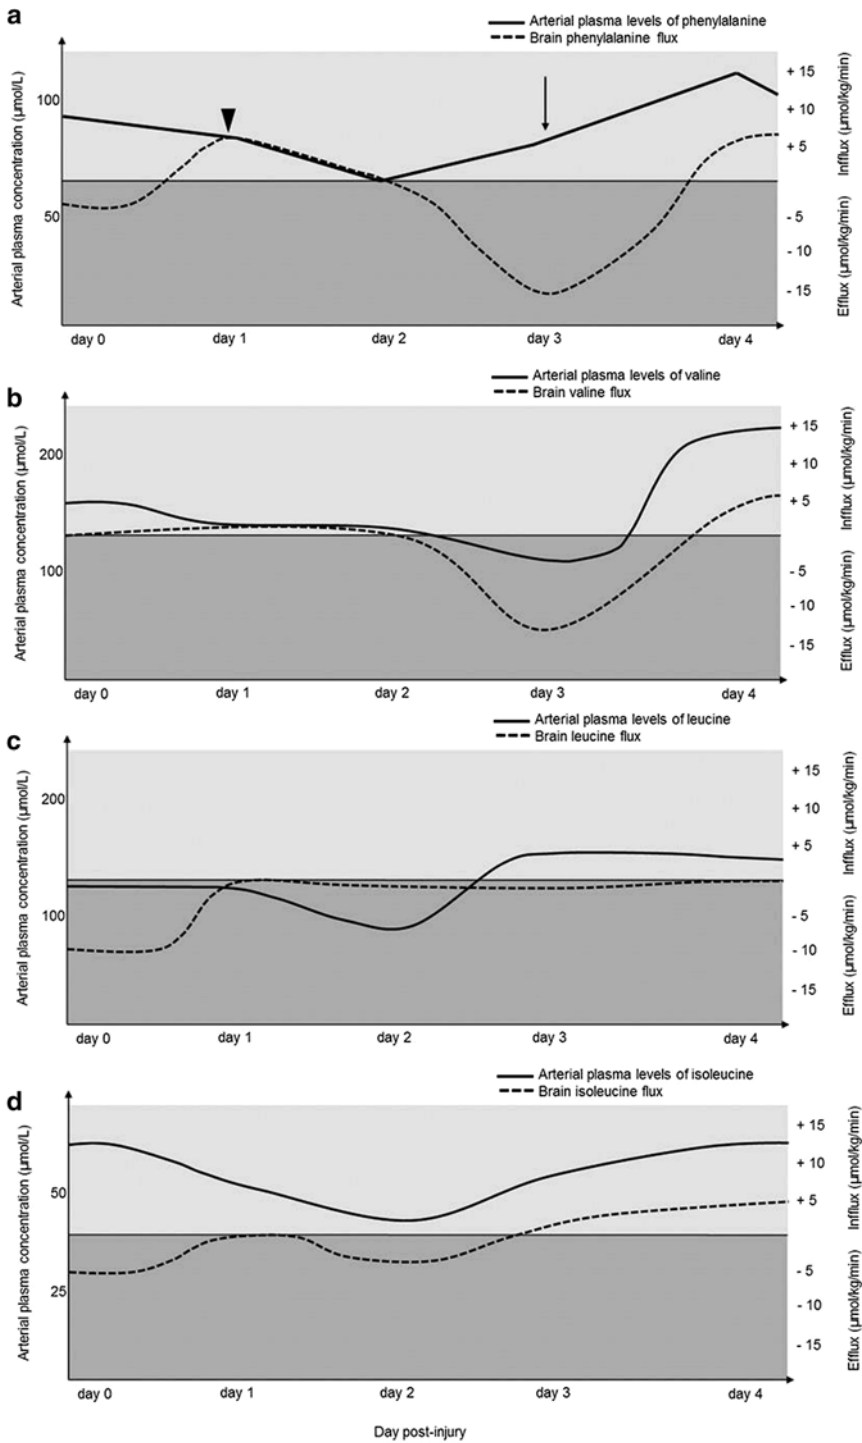 a
Arterial plasma levels of phenylalanine
Brain phenylalanine flux
Arterial plasma concentration (µmol/L)
100
50
+ 15
+ 10
+ 5
- 5
- 10
- 15
Infflux (µmol/kg/min)
Efflux (µmol/kg/min)
day 0 day 1 day 2 day 3 day 4
b
Arterial plasma levels of valine
Brain valine flux
Arterial plasma concentration (µmol/L)
200
100
+ 15
+ 10
+ 5
- 5
- 10
- 15
Infflux (µmol/kg/min)
Efflux (µmol/kg/min)
day 0 day 1 day 2 day 3 day 4
c
Arterial plasma levels of leucine
Brain leucine flux
Arterial plasma concentration (µmol/L)
200
100
+ 15
+ 10
+ 5
- 5
- 10
- 15
Infflux (µmol/kg/min)
Efflux (µmol/kg/min)
day 0 day 1 day 2 day 3 day 4
d
Arterial plasma levels of isoleucine
Brain isoleucine flux
Arterial plasma concentration (µmol/L)
50
25
+ 15
+ 10
+ 5
- 5
- 10
- 15
Infflux (µmol/kg/min)
Efflux (µmol/kg/min)
day 0 day 1 day 2 day 3 day 4
Day post-injury